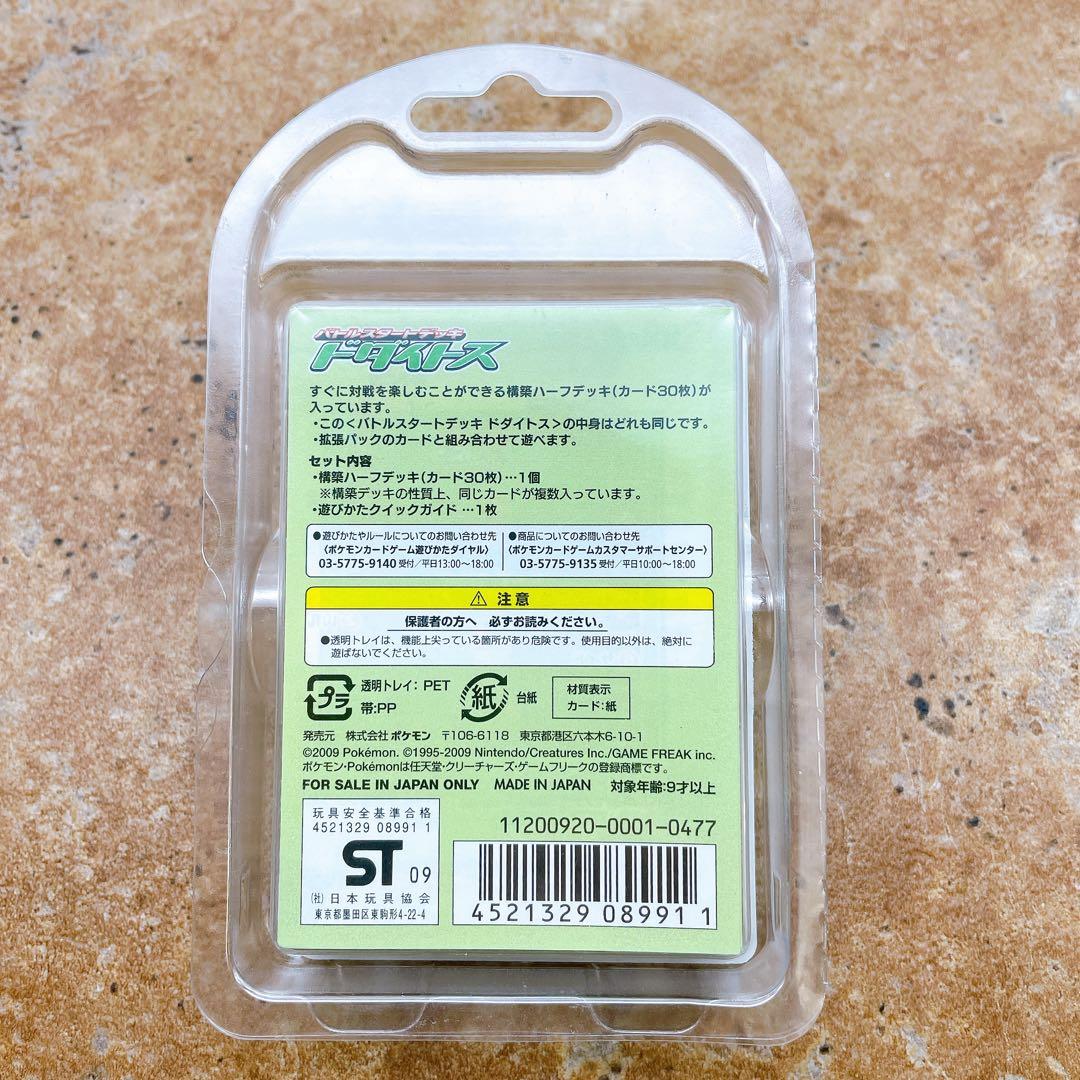 バトルスタートデッキ
ドダイトス
すぐに対戦を楽しむことができる構築ハーフデッキ(カード30枚)が
入っています。
・この<バトルスタートデッキ ドダイトス>の中身はどれも同じです。
・拡張パックのカードと組み合わせて遊べます。
セット内容
・構築ハーフデッキ(カード30枚)…1個
※構築デッキの性質上、同じカードが複数入っています。
・遊びかたクイックガイド …1枚
●遊びかたやルールについてのお問い合わせ先
〈ポケモンカードゲーム遊びかたダイヤル〉
03-5775-9140 受付/平日13:00～18:00
●商品についてのお問い合わせ先
〈ポケモンカードゲームカスタマーサポートセンター〉
03-5775-9135 受付/平日10:00～18:00
⚠ 注意
保護者の方へ 必ずお読みください。
●透明トレイは、機能上尖っている箇所があり危険です。使用目的以外は、絶対に
遊ばないでください。
プラ 透明トレイ:PET
帯:PP
紙 台紙
材質表示
カード:紙
発売元 株式会社 ポケモン 〒106-6118 東京都港区六本木6-10-1
©2009 Pokémon. ©1995-2009 Nintendo/Creatures Inc./GAME FREAK inc.
ポケモン・Pokémonは任天堂・クリーチャーズ・ゲームフリークの登録商標です。
FOR SALE IN JAPAN ONLY MADE IN JAPAN 対象年齢:9才以上
玩具安全基準合格
4521329 08991 1
ST 09
(社)日本玩具協会
東京都墨田区東駒形4-22-4
11200920-0001-0477
4521329 089911